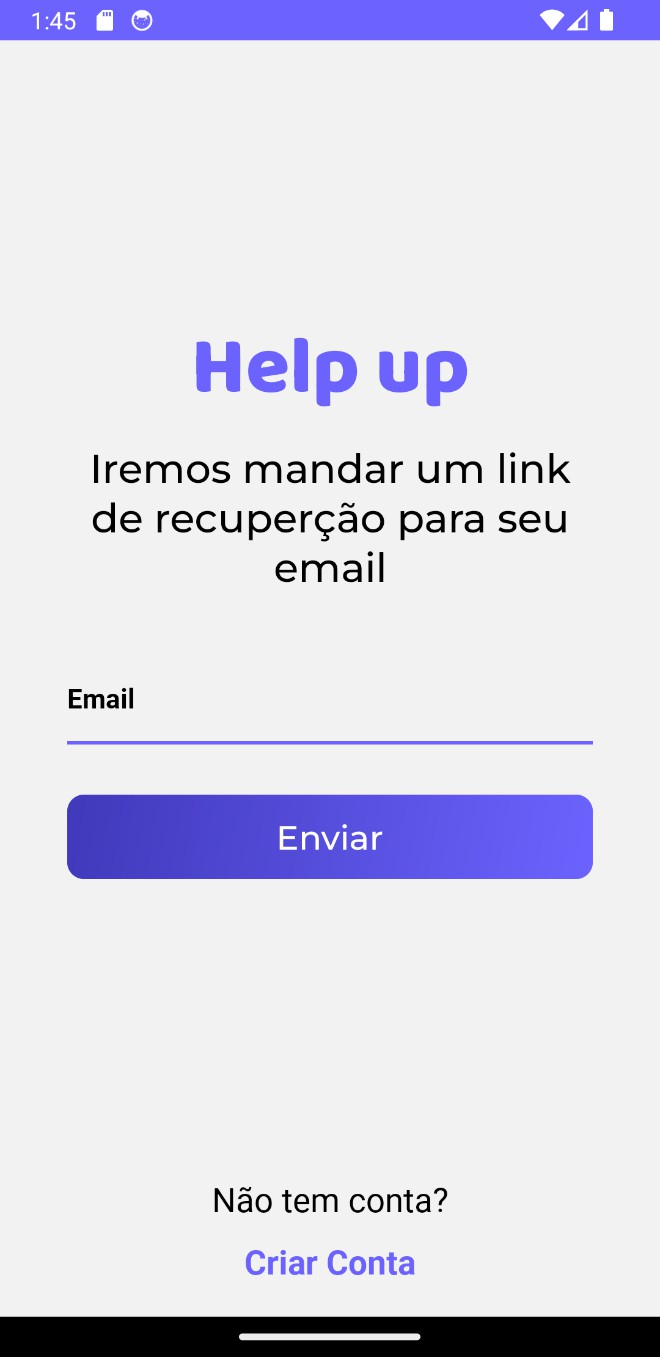 1:45
Help up
Iremos mandar um link
de recuperção para seu
email
Email
Enviar
Não tem conta?
Criar Conta